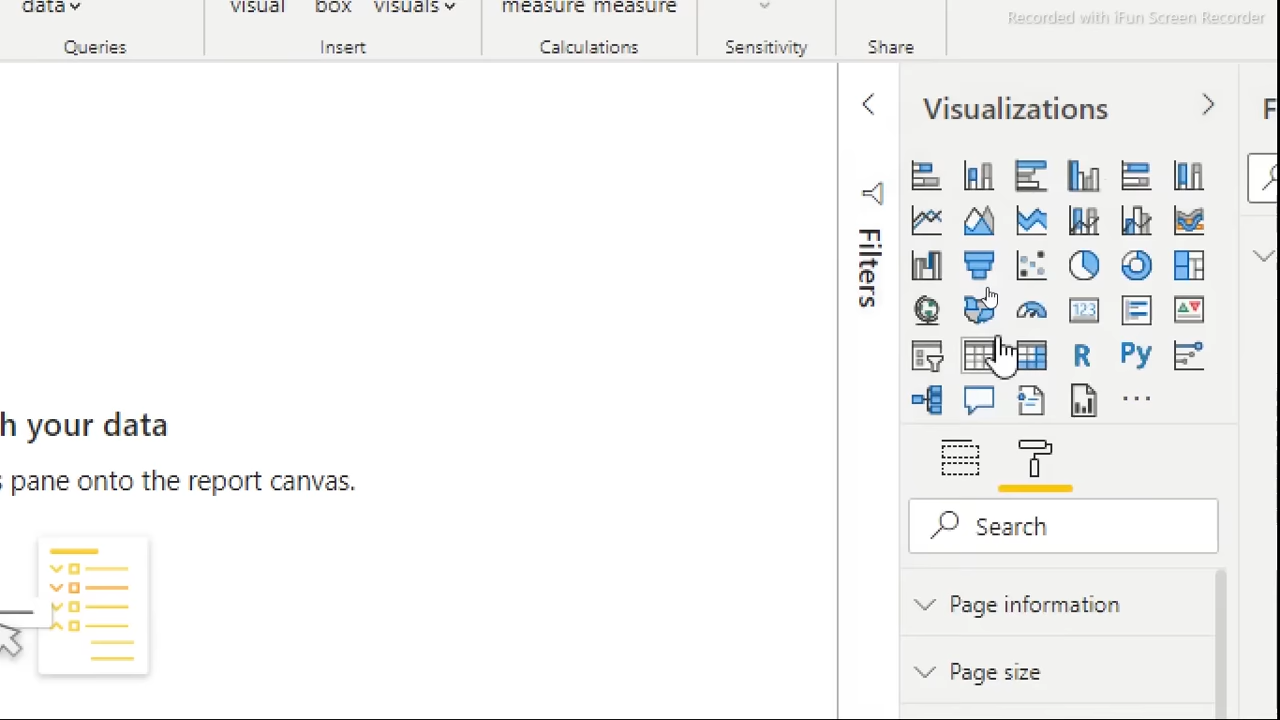 Recorded with iFun Screen Recorder
data
visual
box
visuals
measure
measure
Queries
Insert
Calculations
Sensitivity
Share
Visualizations
F
Filters
123
R
Py
h your data
s pane onto the report canvas.
Search
Page information
Page size